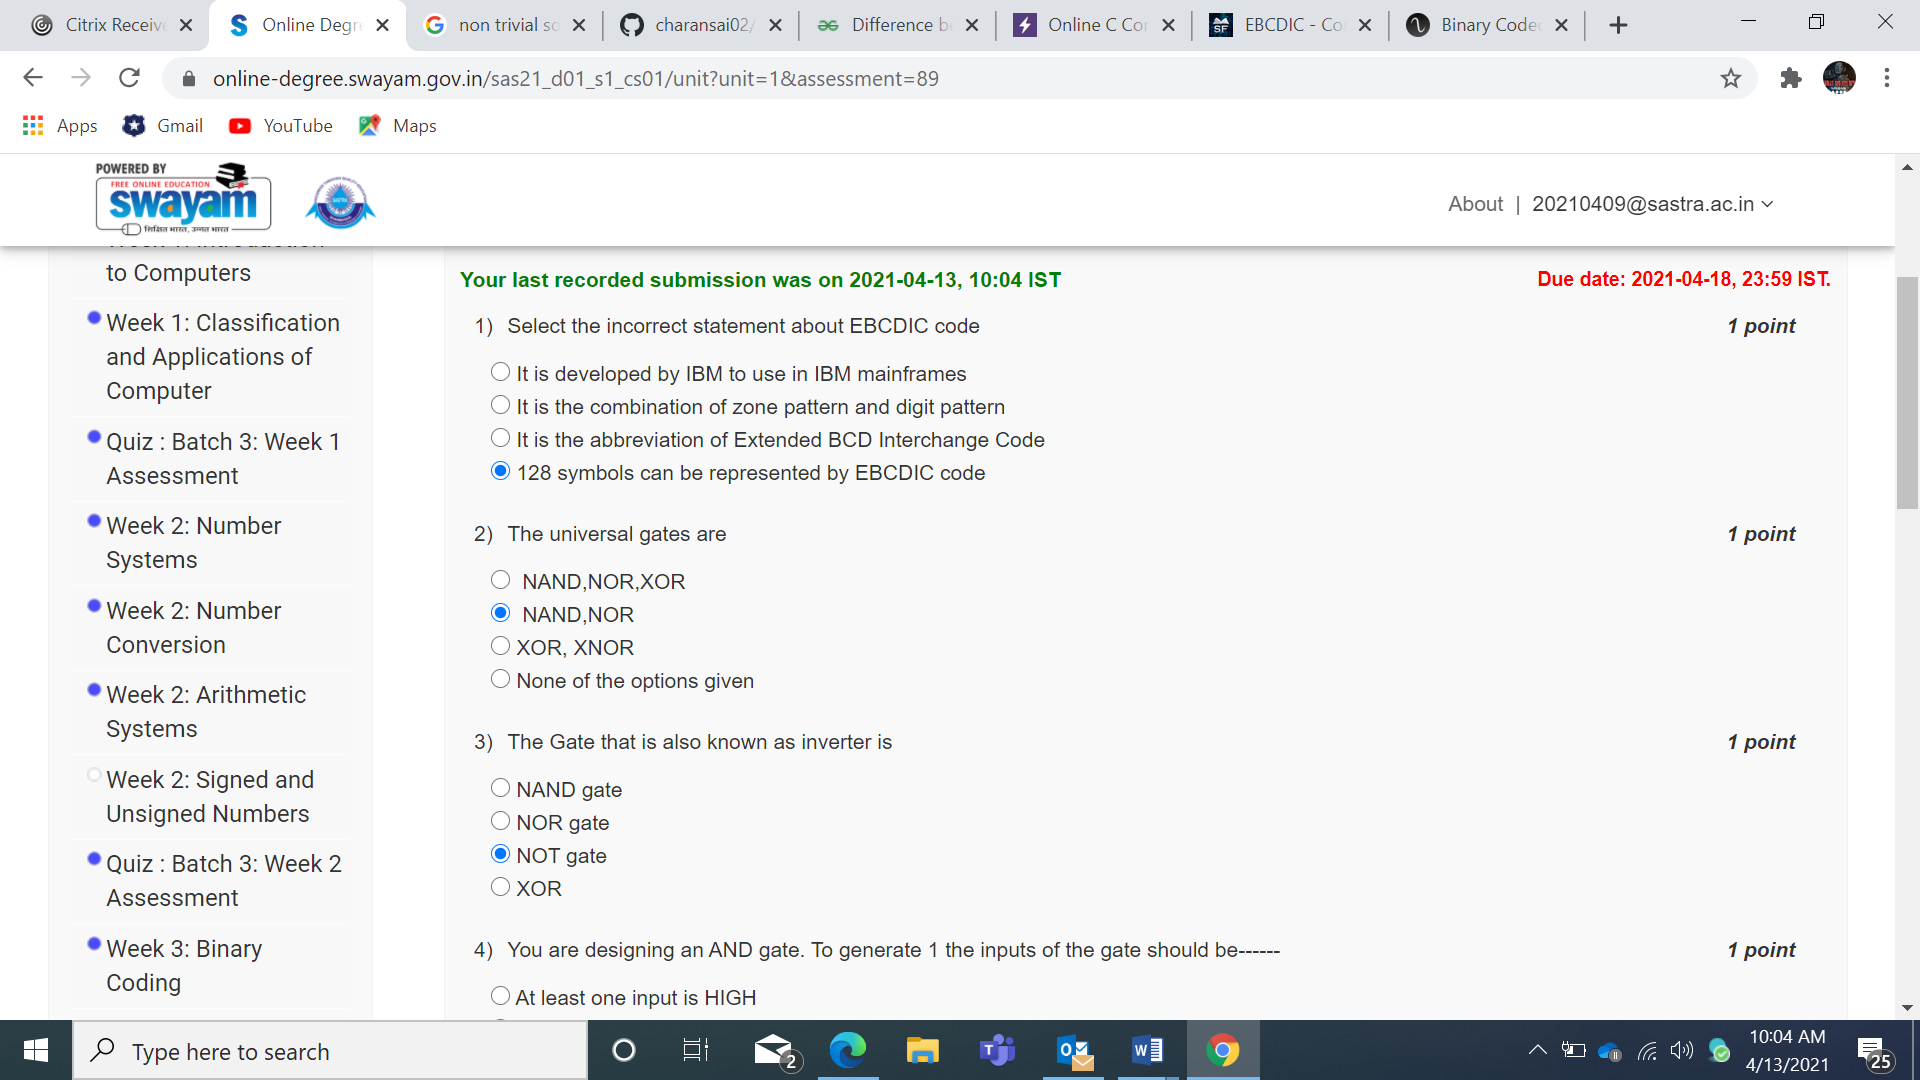 Citrix Receive
Online Degr
non trivial so
charansai02/
Difference b
Online C Co
EBCDIC - Co
Binary Code
online-degree.swayam.gov.in/sas21_d01_s1_cs01/unit?unit=1&assessment=89
Apps
Gmail
YouTube
Maps
POWERED BY
FREE ONLINE EDUCATION
swayam
शिक्षित भारत, उन्नत भारत
About | 20210409@sastra.ac.in
to Computers
Week 1: Classification
and Applications of
Computer
Quiz : Batch 3: Week 1
Assessment
Week 2: Number
Systems
Week 2: Number
Conversion
Week 2: Arithmetic
Systems
Week 2: Signed and
Unsigned Numbers
Quiz : Batch 3: Week 2
Assessment
Week 3: Binary
Coding
Your last recorded submission was on 2021-04-13, 10:04 IST
Due date: 2021-04-18, 23:59 IST.
1) Select the incorrect statement about EBCDIC code
1 point
It is developed by IBM to use in IBM mainframes
It is the combination of zone pattern and digit pattern
It is the abbreviation of Extended BCD Interchange Code
128 symbols can be represented by EBCDIC code
2) The universal gates are
1 point
NAND,NOR,XOR
NAND,NOR
XOR, XNOR
None of the options given
3) The Gate that is also known as inverter is
1 point
NAND gate
NOR gate
NOT gate
XOR
4) You are designing an AND gate. To generate 1 the inputs of the gate should be------
1 point
At least one input is HIGH
Type here to search
2
10:04 AM
4/13/2021
25